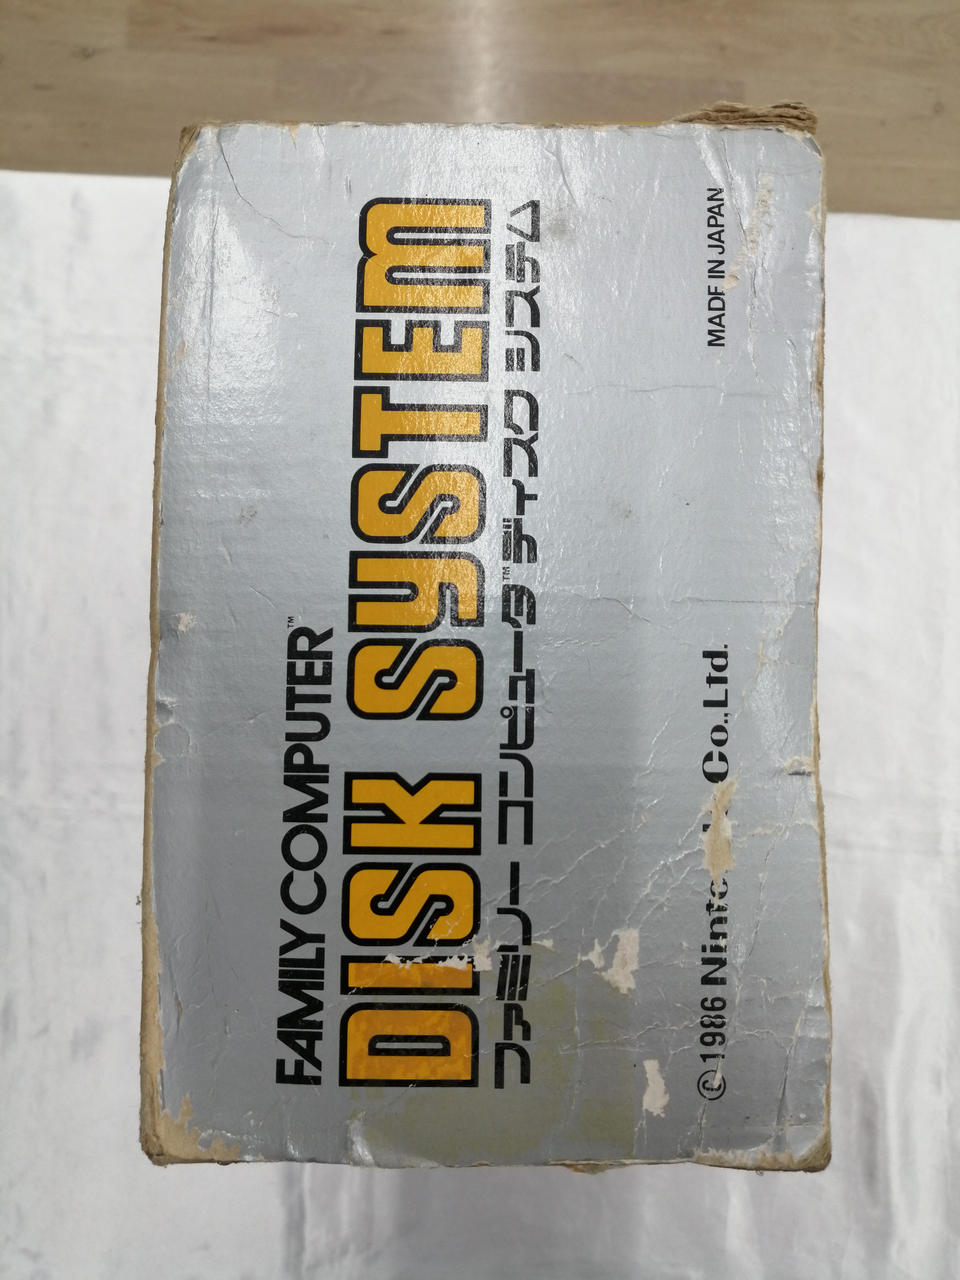 FAMILY COMPUTER™
DISK SYSTEM
ファミリー コンピュータ™ ディスク システム
©1986 Co.,Ltd.
MADE IN JAPAN